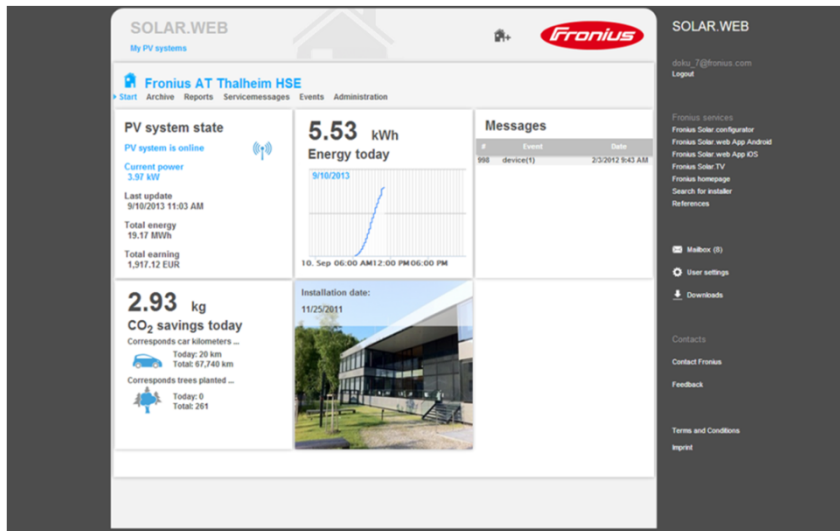 SOLAR.WEB
My PV systems
Fronius
Fronius AT Thalheim HSE
Start Archive Reports Servicemessages Events Administration
PV system state
PV system is online
Current power
3.97 kW
Last update
9/10/2013 11:03 AM
Total energy
19.17 MWh
Total earning
1,917.12 EUR
5.53 kWh
Energy today
9/10/2013
10. Sep 06:00 AM12:00 PM06:00 PM
Messages
# Event Date
998 device(1) 2/3/2012 9:43 AM
2.93 kg
CO₂ savings today
Corresponds car kilometers ...
Today: 20 km
Total: 67,740 km
Corresponds trees planted ...
Today: 0
Total: 261
Installation date:
11/25/2011
SOLAR.WEB
doku_7@fronius.com
Logout
Fronius services
Fronius Solar.configurator
Fronius Solar.web App Android
Fronius Solar.web App iOS
Fronius Solar.TV
Fronius homepage
Search for installer
References
Mailbox (8)
User settings
Downloads
Contacts
Contact Fronius
Feedback
Terms and Conditions
Imprint